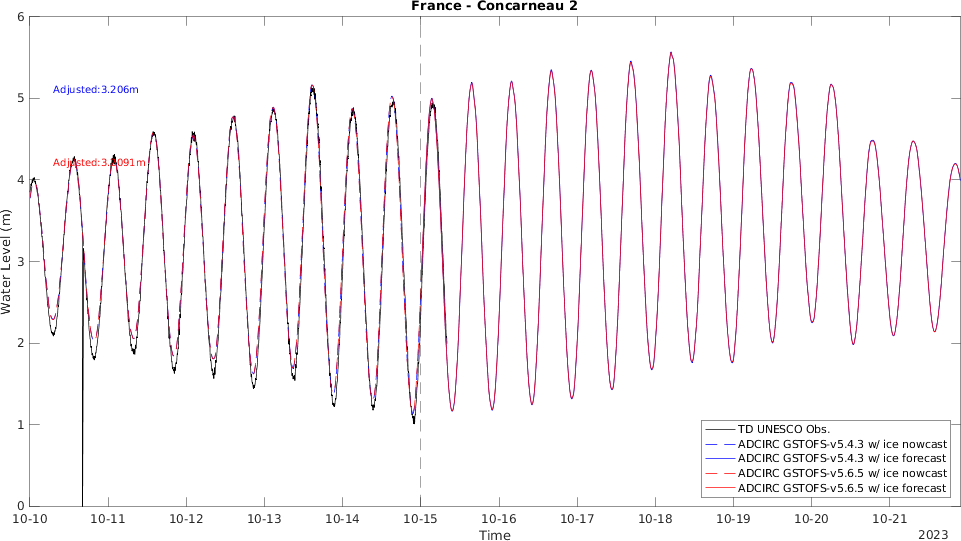 France - Concarneau 2
6
5
4
3
2
1
0
Water Level (m)
Adjusted:3.206m
10-10
10-11
10-12
10-13
10-14
10-15
10-16
10-17
10-18
10-19
10-20
10-21
Time
2023
TD UNESCO Obs.
ADCIRC GSTOFS-v5.4.3 w/ ice nowcast
ADCIRC GSTOFS-v5.4.3 w/ ice forecast
ADCIRC GSTOFS-v5.6.5 w/ ice nowcast
ADCIRC GSTOFS-v5.6.5 w/ ice forecast